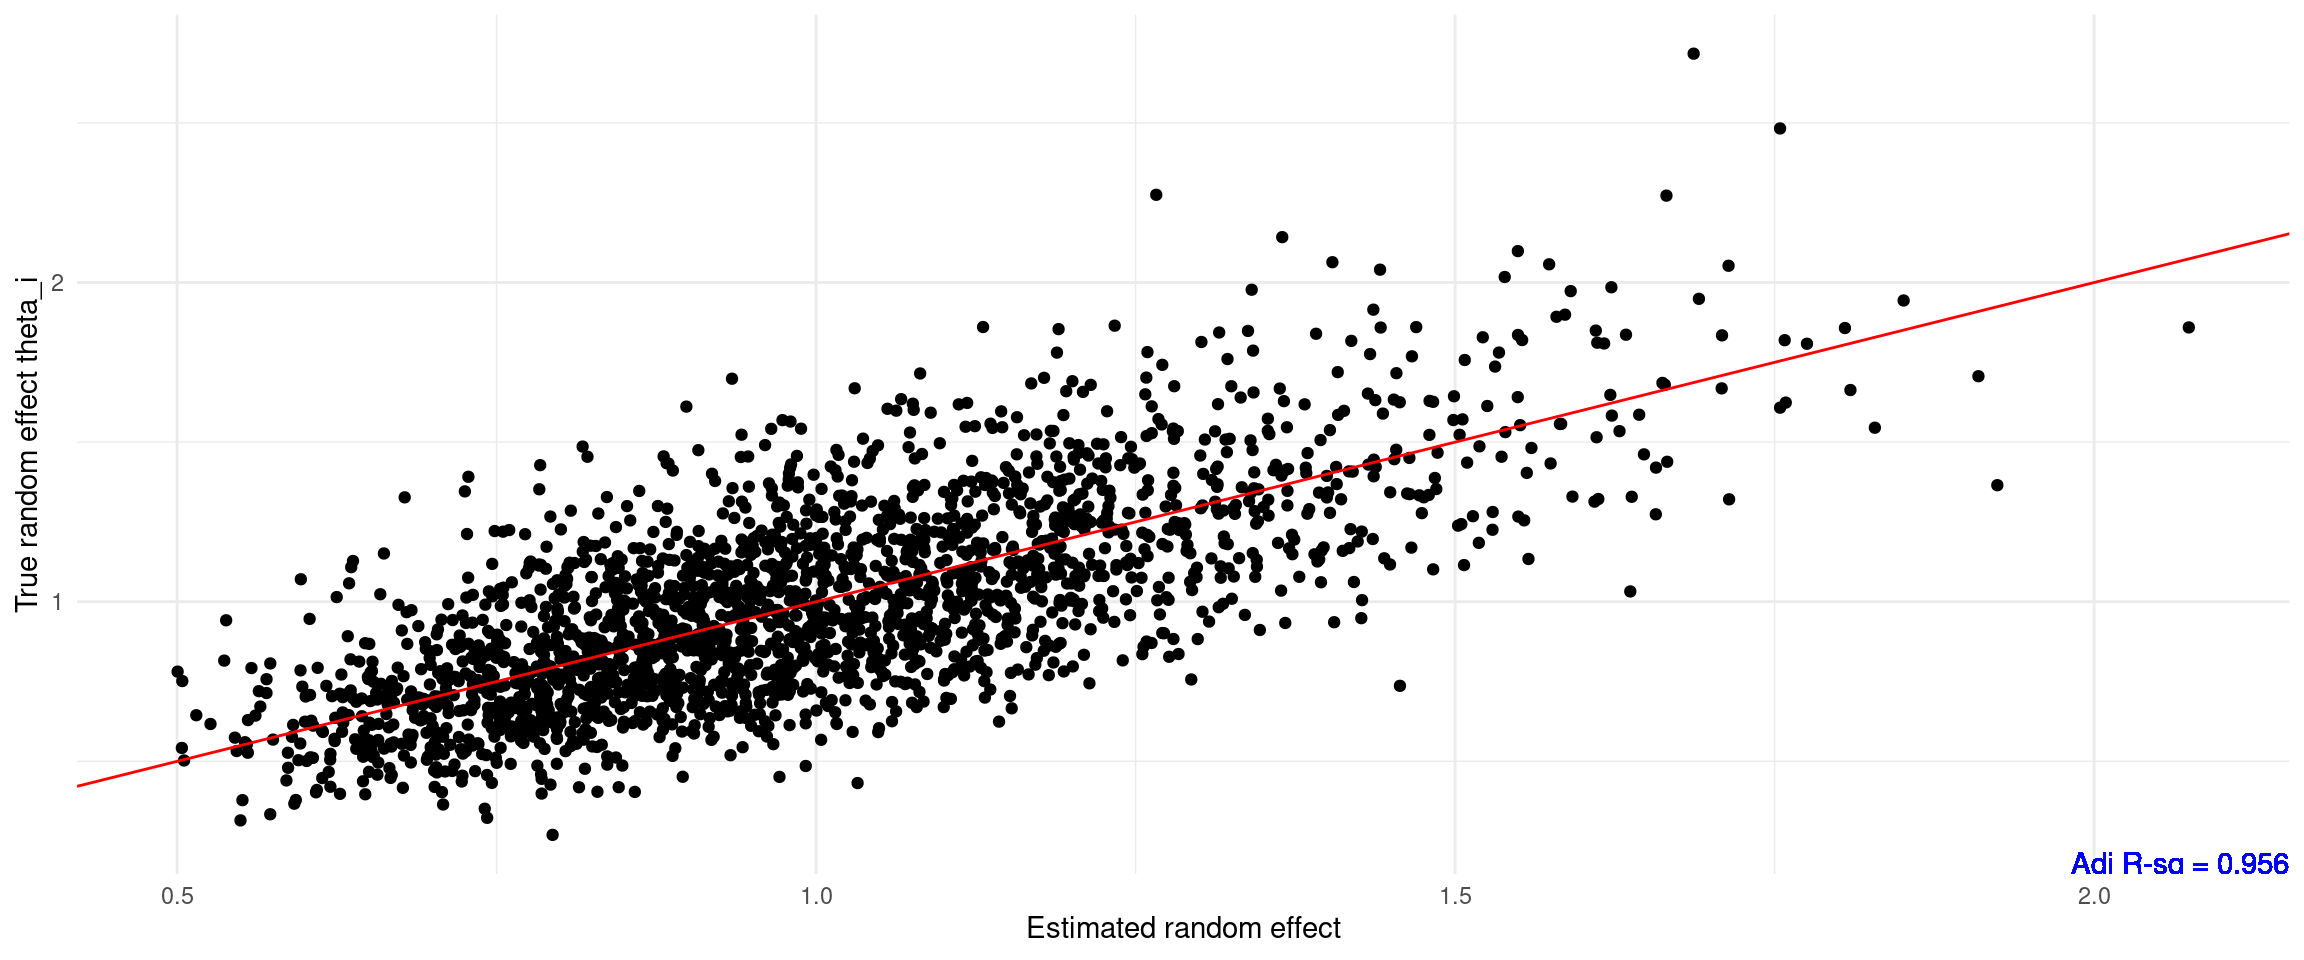 True random effect theta_i
2
1
Adj R-sq = 0.956
0.5 1.0 1.5 2.0
Estimated random effect